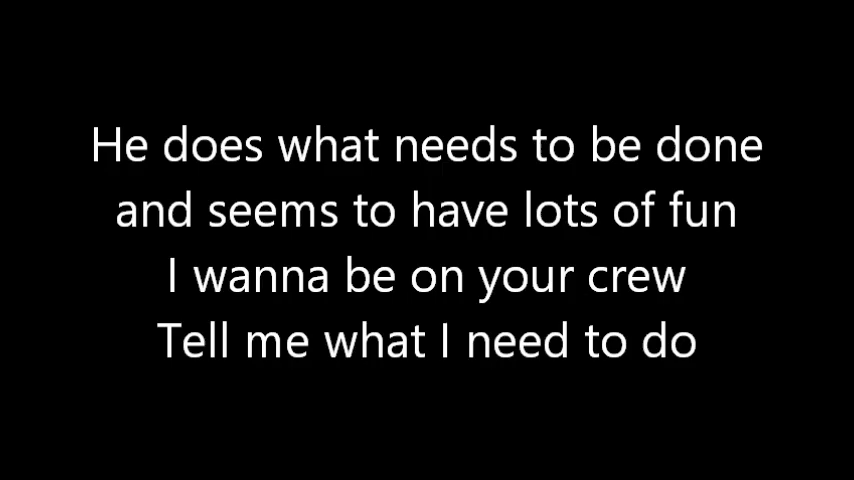 He does what needs to be done
and seems to have lots of fun
I wanna be on your crew
Tell me what I need to do